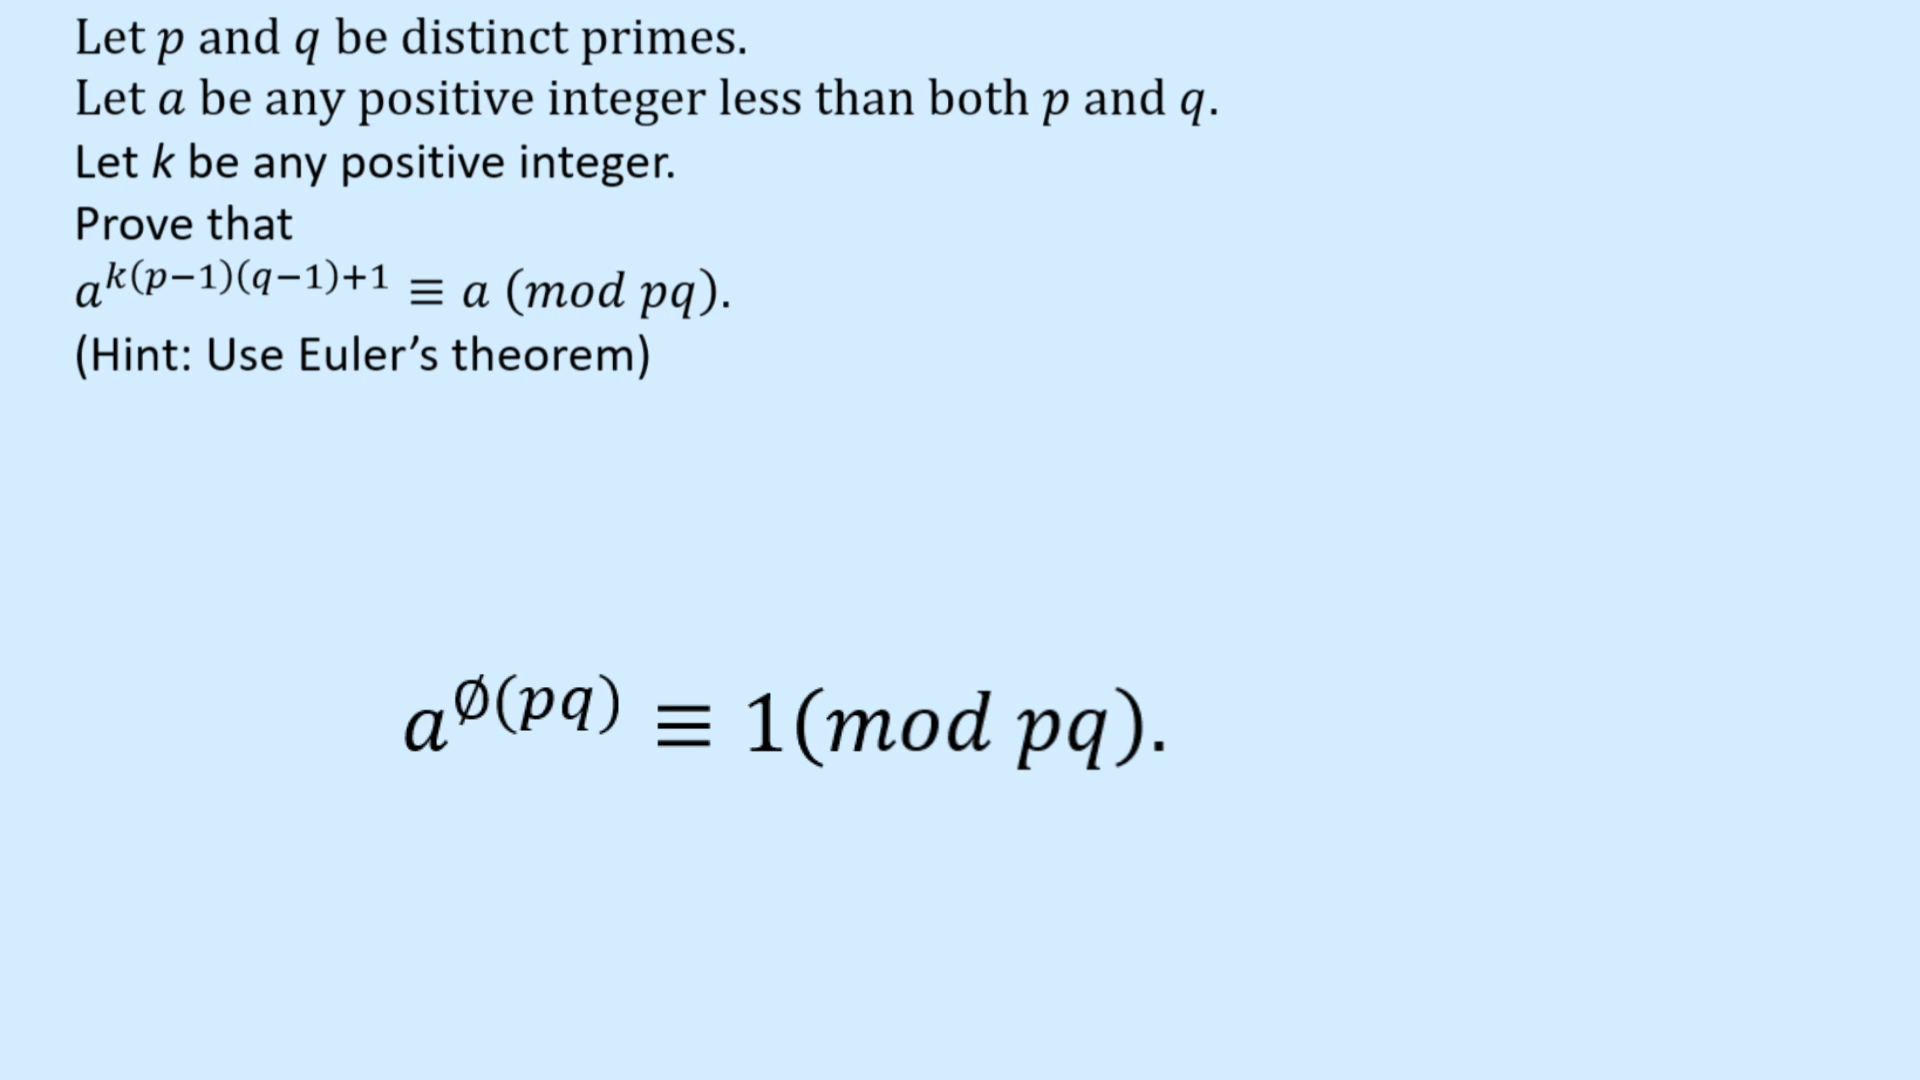 Let p and q be distinct primes.
Let a be any positive integer less than both p and q.
Let k be any positive integer.
Prove that
a^{k(p−1)(q−1)+1} ≡ a (mod pq).
(Hint: Use Euler’s theorem)
a^{∅(pq)} ≡ 1(mod pq).